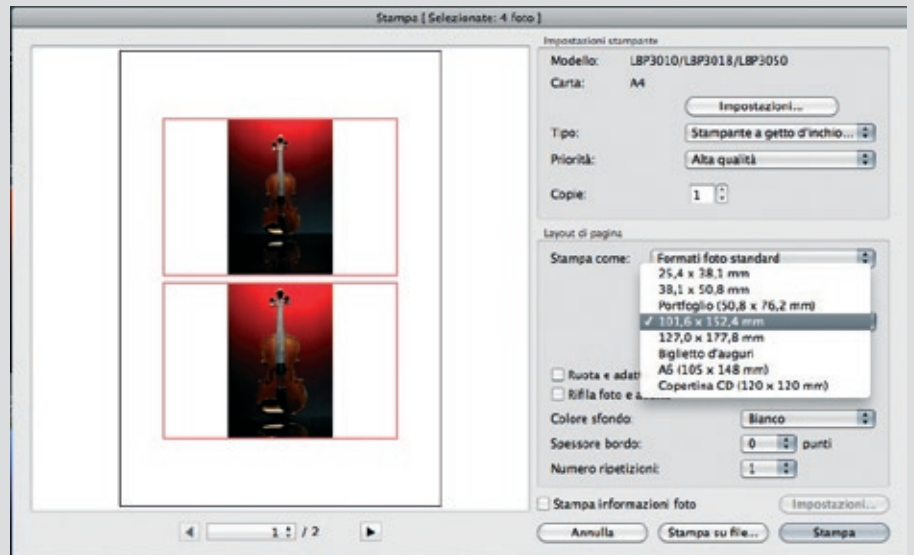 Stampa [ Selezionate: 4 foto ]
Impostazioni stampante
Modello: LBP3010/LBP3018/LBP3050
Carta: A4
Impostazioni...
Tipo: Stampante a getto d'inchio...
Priorità: Alta qualità
Copie: 1
Layout di pagina
Stampa come: Formati foto standard
25,4 x 38,1 mm
38,1 x 50,8 mm
Portfoglio (50,8 x 76,2 mm)
✓ 101,6 x 152,4 mm
127,0 x 177,8 mm
Biglietto d'auguri
A6 (105 x 148 mm)
Copertina CD (120 x 120 mm)
Ruota e adatt
Rifila foto e
Colore sfondo: Bianco
Spessore bordo: 0 punti
Numero ripetizioni: 1
Stampa informazioni foto Impostazioni...
1 / 2
Annulla Stampa su file... Stampa